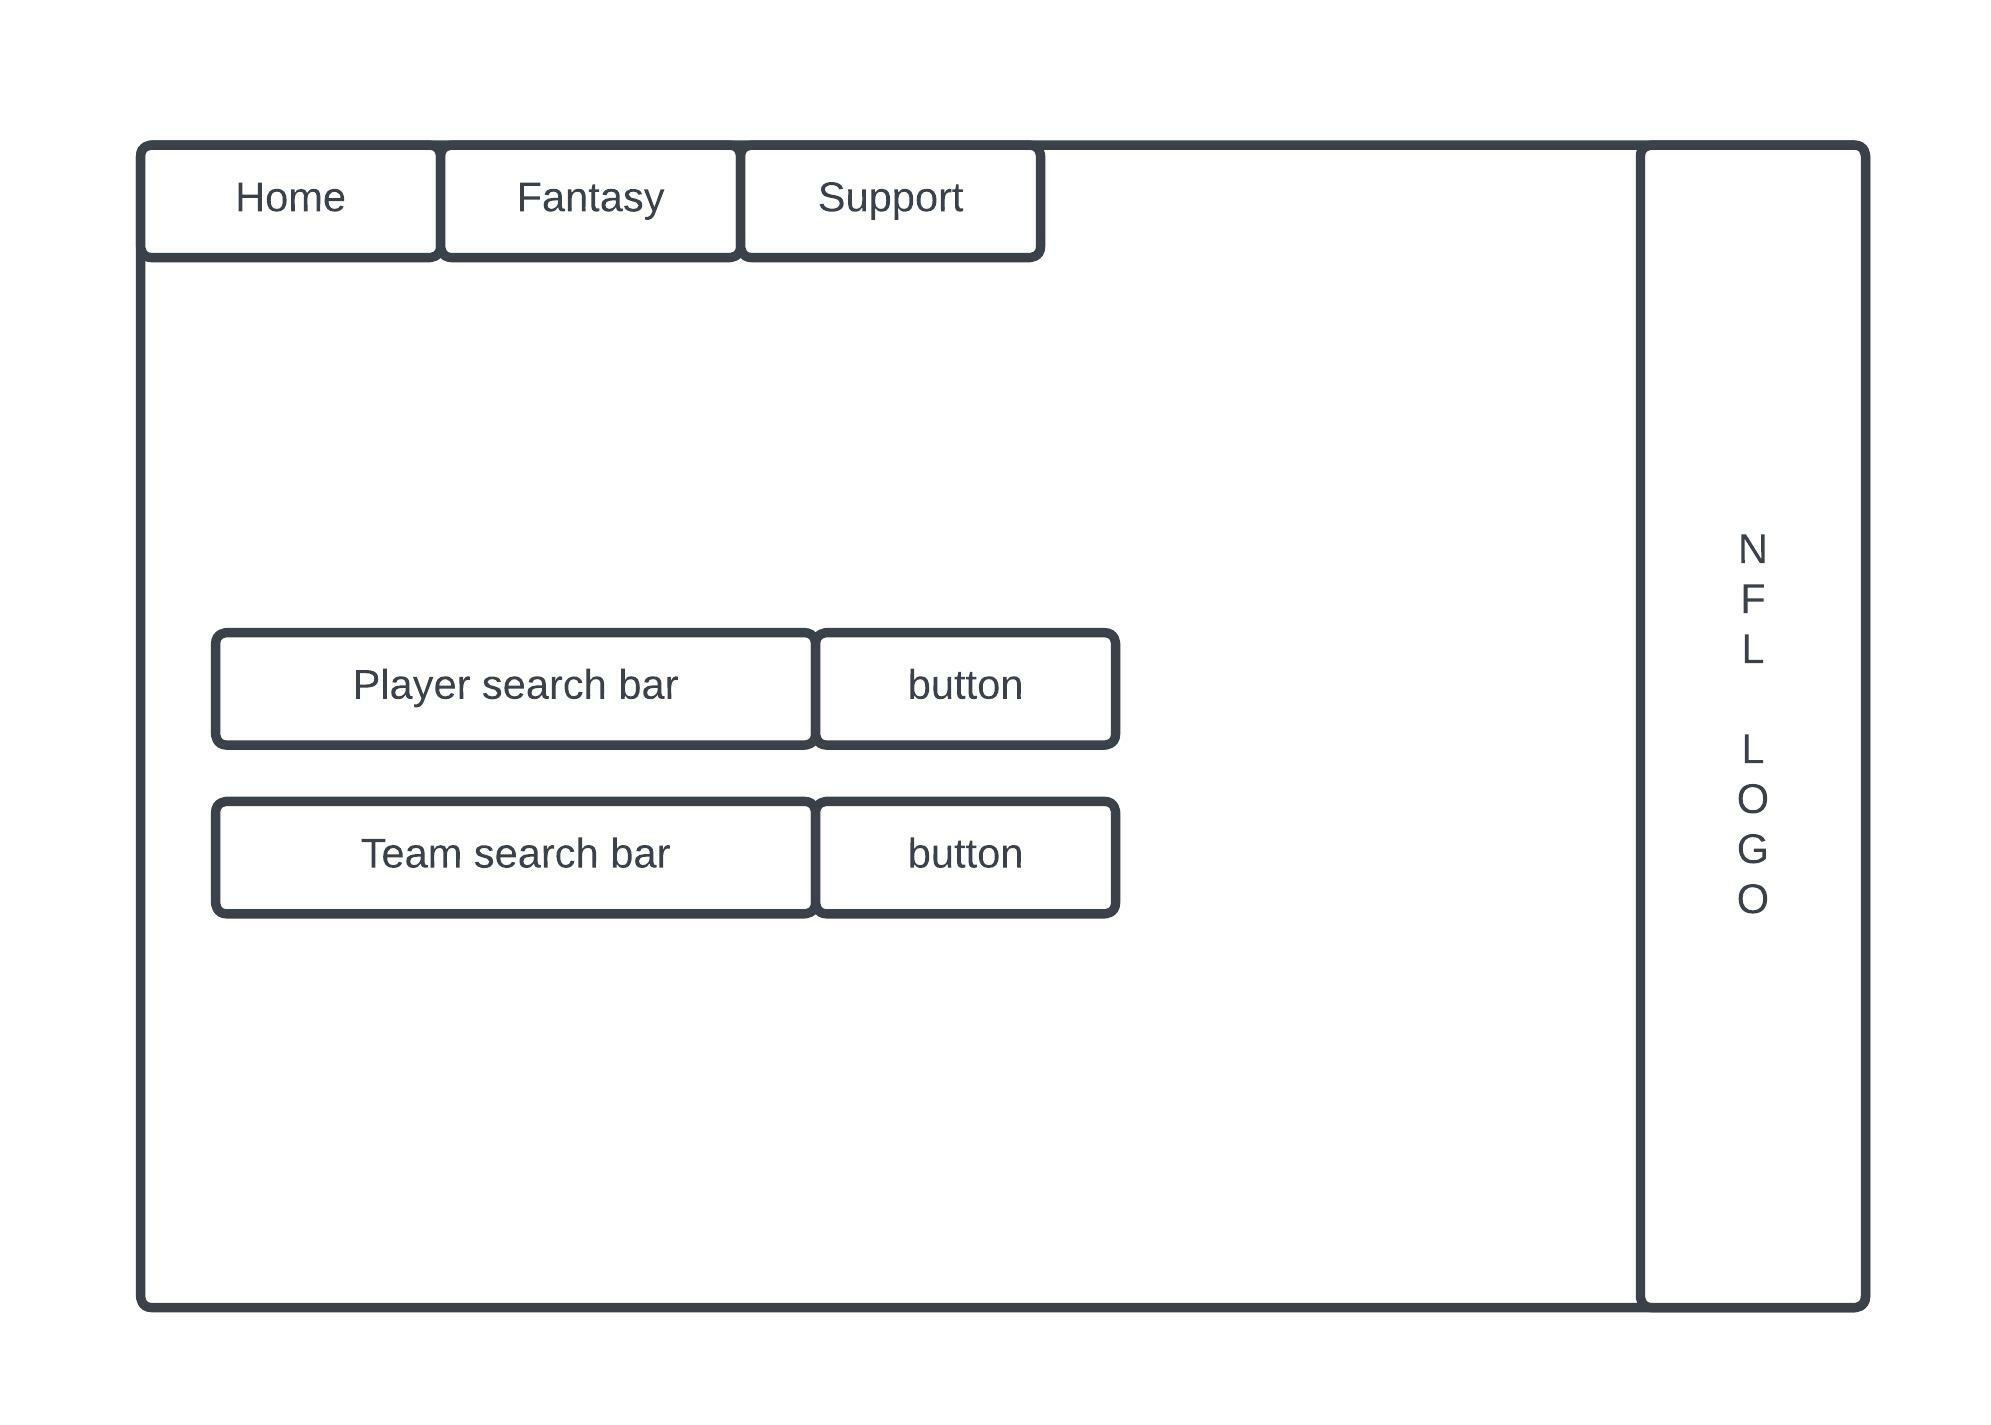 Home
Fantasy
Support
Player search bar
button
Team search bar
button
N
F
L
L
O
G
O